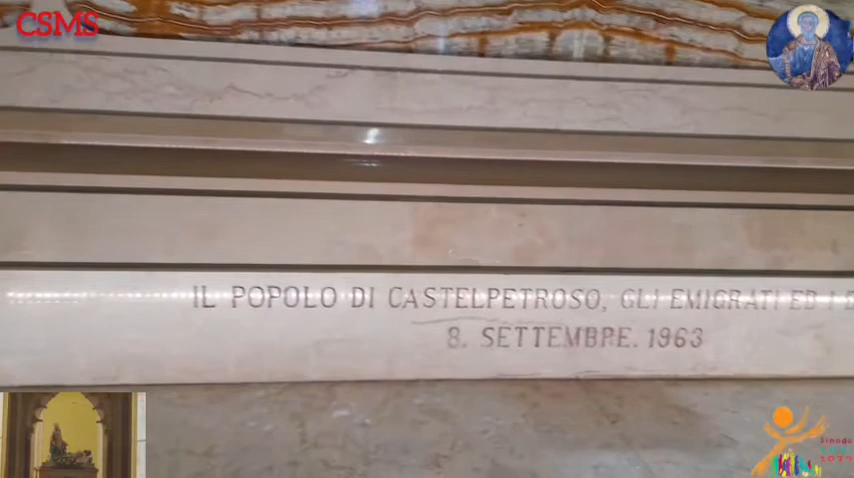 CSMS
IL POPOLO DI CASTELPETROSO, GLI EMIGRATI ED I
8. SETTEMBRE. 1963